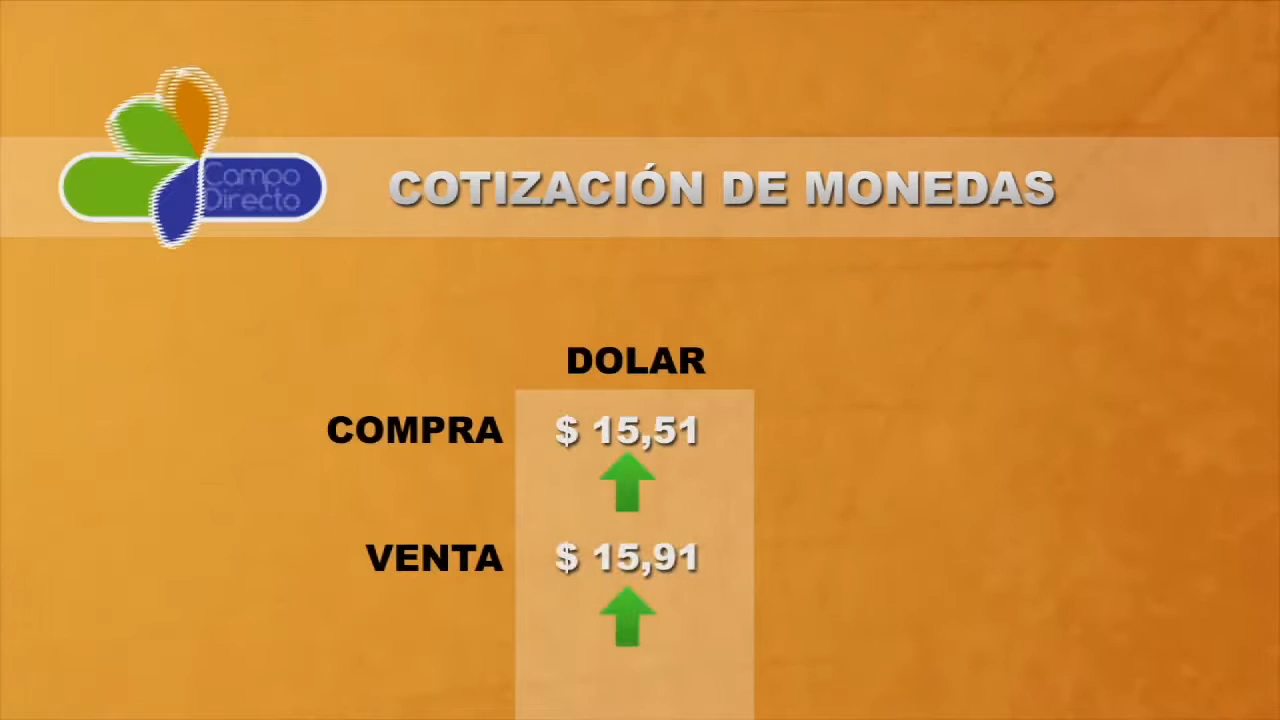 Campo
Directo
COTIZACIÓN DE MONEDAS
DOLAR
COMPRA $ 15,51
VENTA $ 15,91